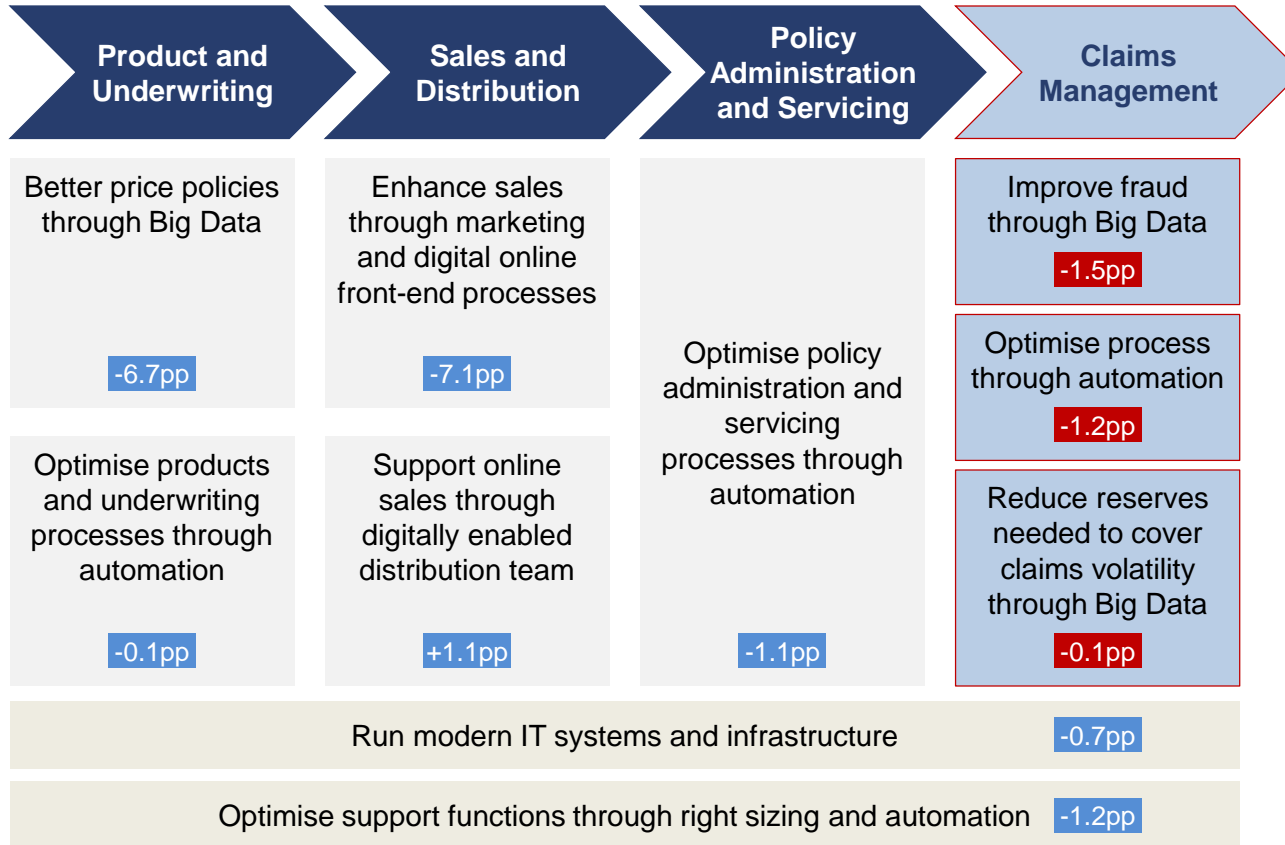 Product and
Underwriting
Sales and
Distribution
Policy
Administration
and Servicing
Claims
Management
Better price policies
through Big Data
-6.7pp
Optimise products
and underwriting
processes through
automation
-0.1pp
Enhance sales
through marketing
and digital online
front-end processes
-7.1pp
Support online
sales through
digitally enabled
distribution team
+1.1pp
Optimise policy
administration and
servicing
processes through
automation
-1.1pp
Improve fraud
through Big Data
-1.5pp
Optimise process
through automation
-1.2pp
Reduce reserves
needed to cover
claims volatility
through Big Data
-0.1pp
Run modern IT systems and infrastructure -0.7pp
Optimise support functions through right sizing and automation -1.2pp